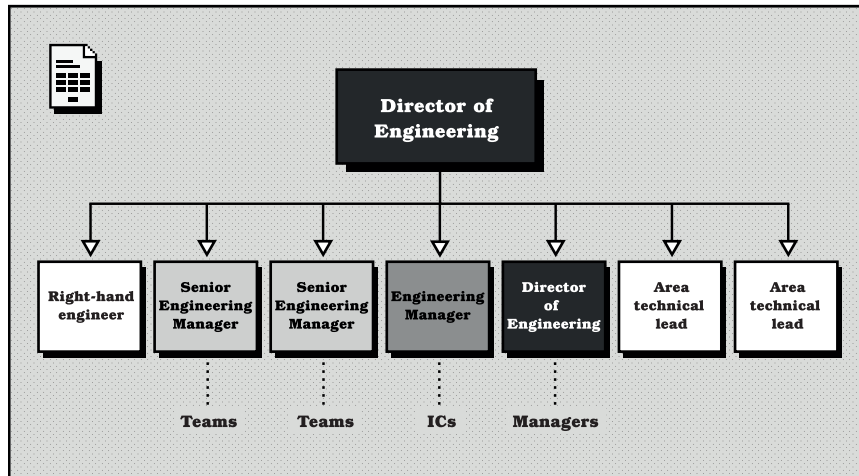 Director of
Engineering
Right-hand
engineer
Senior
Engineering
Manager
Senior
Engineering
Manager
Engineering
Manager
Director
of
Engineering
Area
technical
lead
Area
technical
lead
Teams
Teams
ICs
Managers